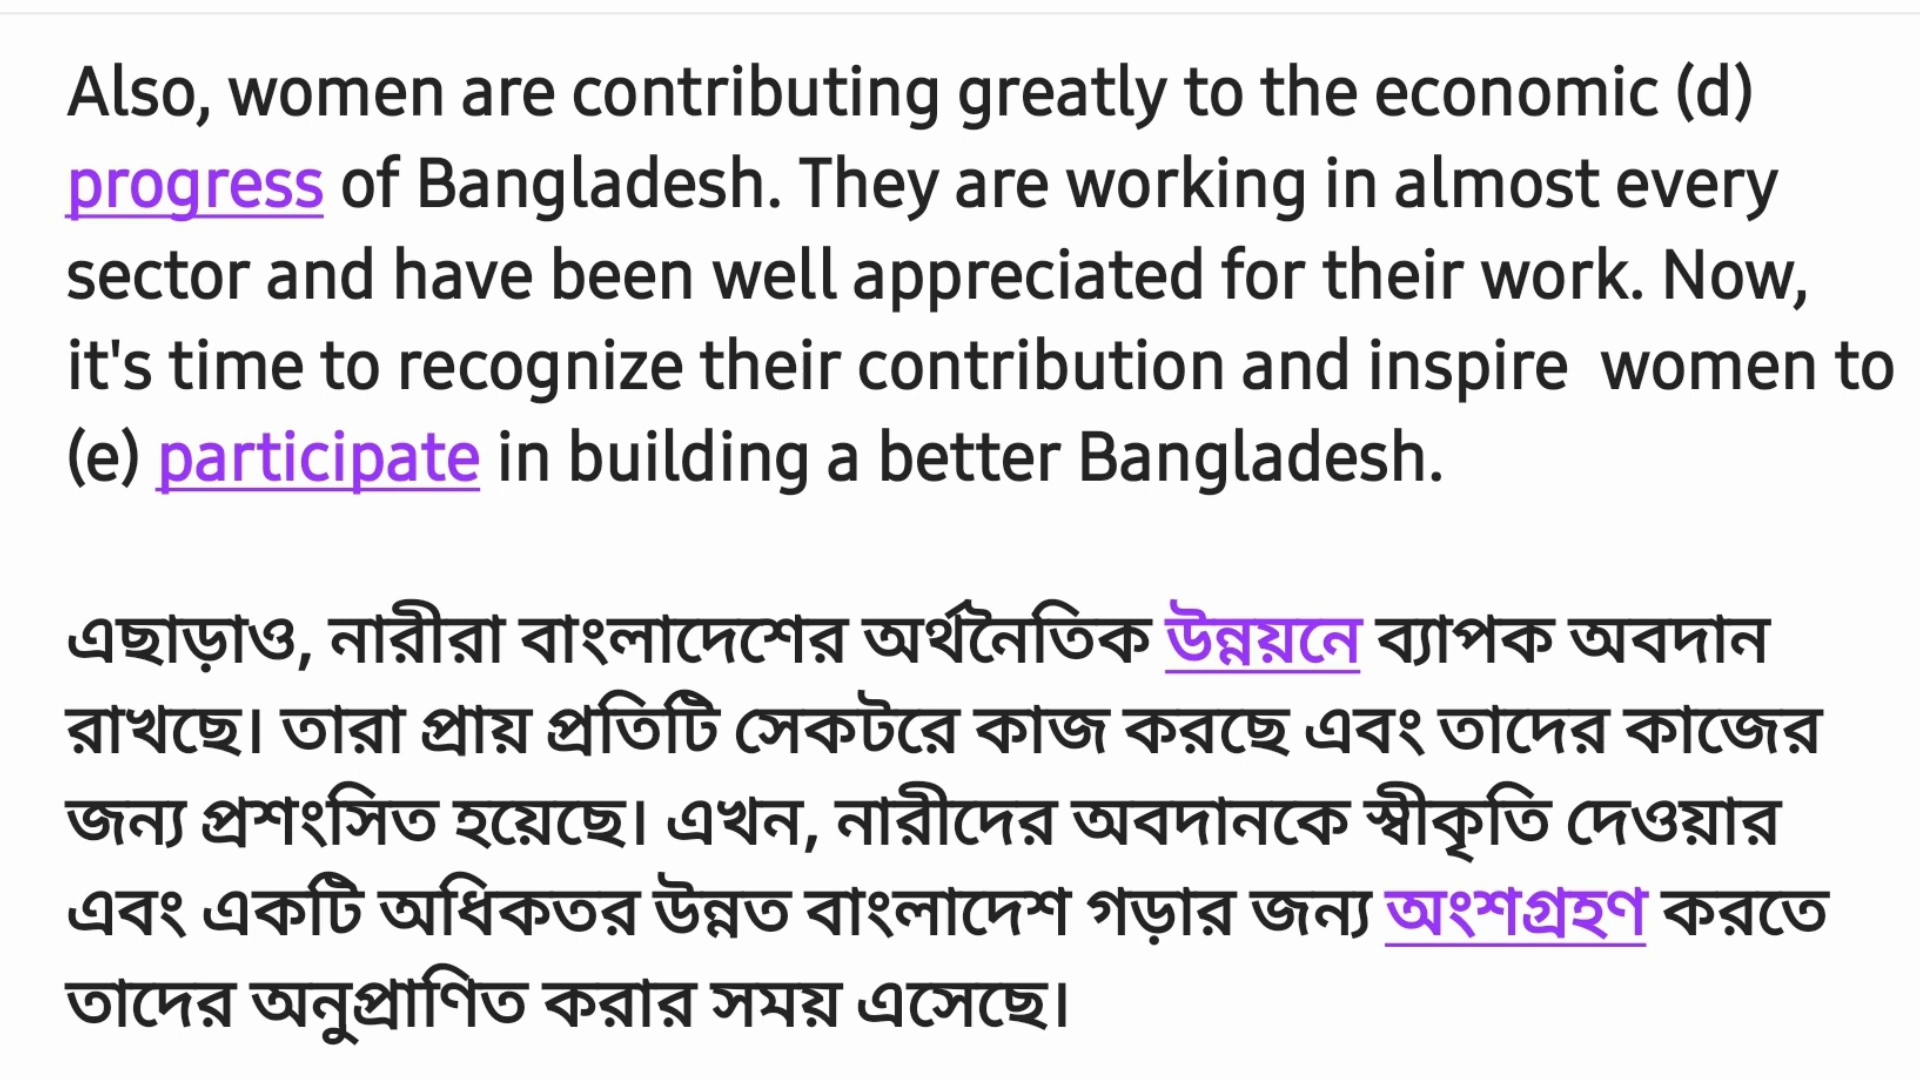 Also, women are contributing greatly to the economic (d)
progress of Bangladesh. They are working in almost every
sector and have been well appreciated for their work. Now,
it's time to recognize their contribution and inspire  women to
(e) participate in building a better Bangladesh.
এছাড়াও, নারীরা বাংলাদেশের অর্থনৈতিক উন্নয়নে ব্যাপক অবদান
রাখছে। তারা প্রায় প্রতিটি সেকটরে কাজ করছে এবং তাদের কাজের
জন্য প্রশংসিত হয়েছে। এখন, নারীদের অবদানকে স্বীকৃতি দেওয়ার
এবং একটি অধিকতর উন্নত বাংলাদেশ গড়ার জন্য অংশগ্রহণ করতে
তাদের অনুপ্রাণিত করার সময় এসেছে।